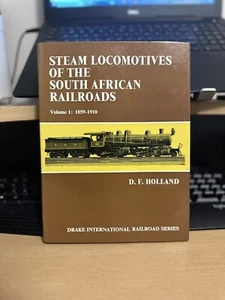 STEAM LOCOMOTIVES
OF THE
SOUTH AFRICAN
RAILROADS
Volume 1: 1859-1910
D. F. HOLLAND
DRAKE INTERNATIONAL RAILROAD SERIES